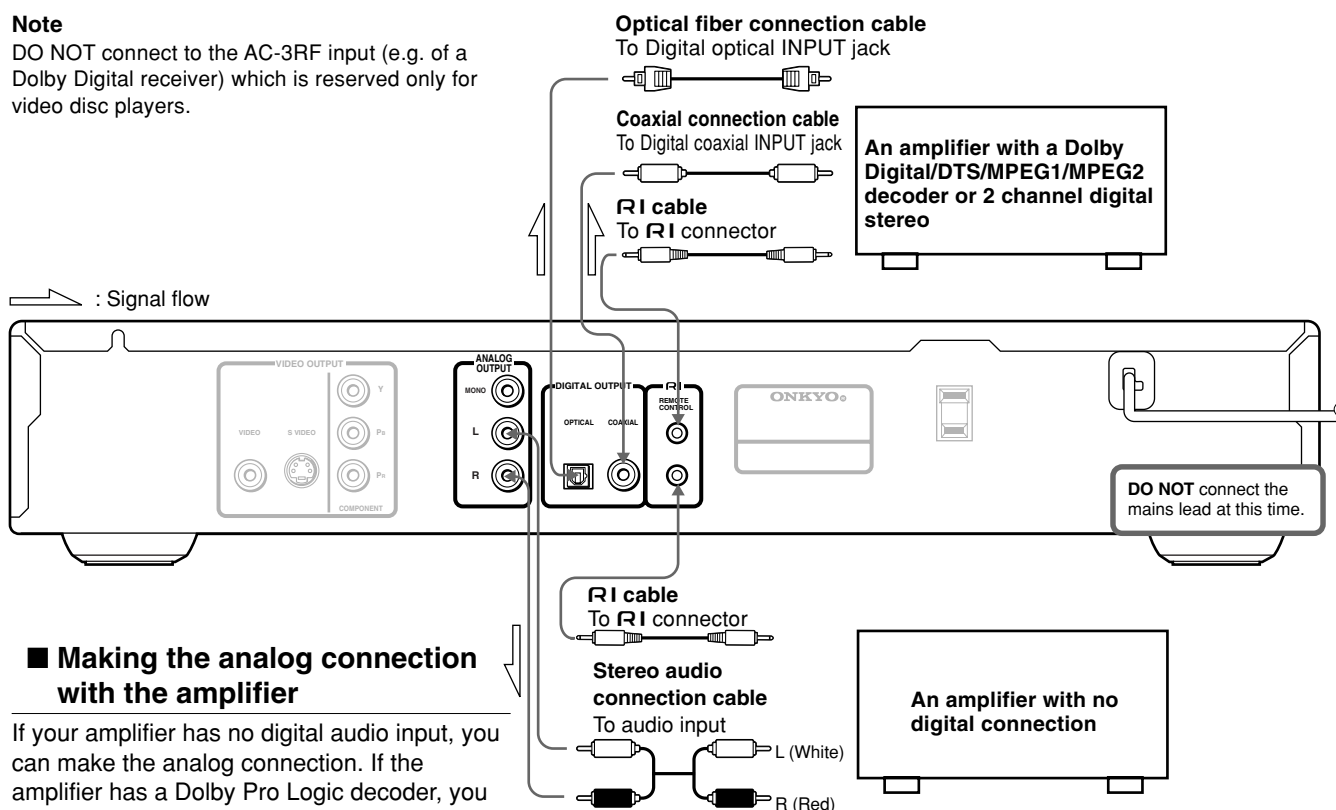 Note
DO NOT connect to the AC-3RF input (e.g. of a
Dolby Digital receiver) which is reserved only for
video disc players.
Optical fiber connection cable
To Digital optical INPUT jack
Coaxial connection cable
To Digital coaxial INPUT jack
RI cable
To RI connector
An amplifier with a Dolby
Digital/DTS/MPEG1/MPEG2
decoder or 2 channel digital
stereo
: Signal flow
VIDEO OUTPUT
VIDEO
S VIDEO
Y
PB
PR
COMPONENT
ANALOG
OUTPUT
MONO
L
R
DIGITAL OUTPUT
OPTICAL
COAXIAL
RI
REMOTE
CONTROL
ONKYO®
DO NOT connect the
mains lead at this time.
RI cable
To RI connector
Stereo audio
connection cable
To audio input
L (White)
R (Red)
An amplifier with no
digital connection
■ Making the analog connection
with the amplifier
If your amplifier has no digital audio input, you
can make the analog connection. If the
amplifier has a Dolby Pro Logic decoder, you